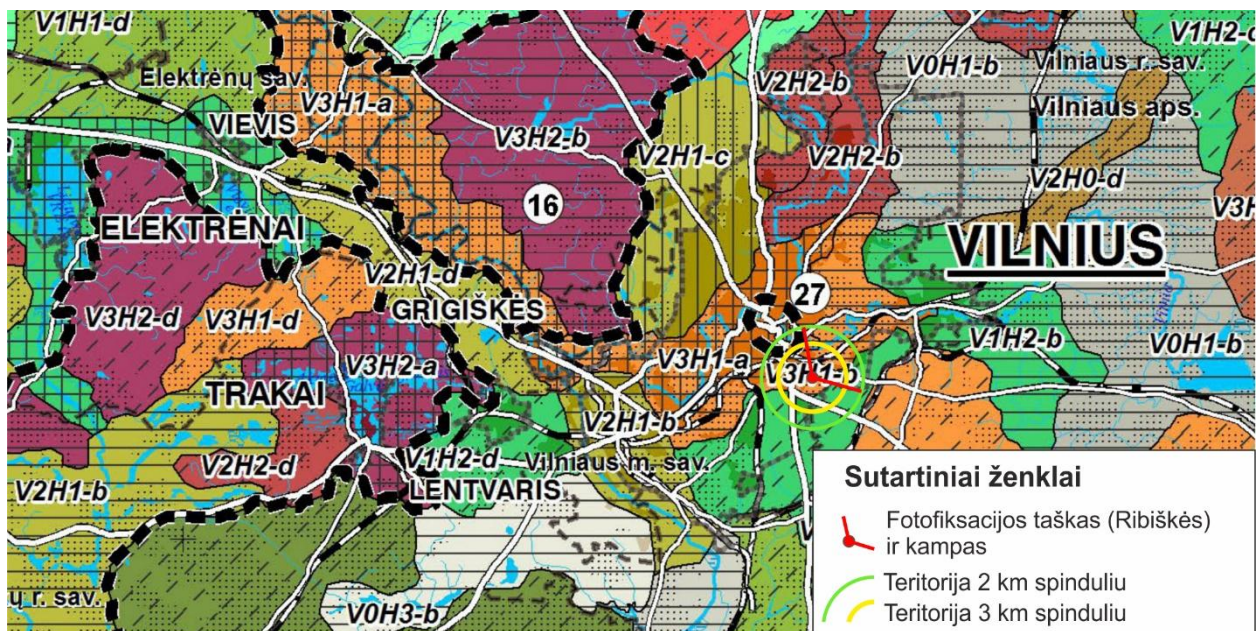 V1H1-d
Elektrėnų sav.
V3H1-a
VIEVIS
V3H2-b
16
V2H1-c
V2H2-b
V2H2-b
V0H1-b
Vilniaus r. sav.
Vilniaus aps.
V1H2-c
V2H0-d
ELEKTRĖNAI
V3H2-d
V3H1-d
V2H1-d
GRIGIŠKĖS
V3H2-a
TRAKAI
V2H2-d
V2H1-b
V1H2-d
LENTVARIS
Vilniaus m. sav.
V2H1-b
V3H1-a
27
V3H1-b
VILNIUS
V1H2-b
V0H1-b
V0H3-b
r. sav.
Sutartiniai ženklai
Fotofiksacijos taškas (Ribiškės)
ir kampas
Teritorija 2 km spinduliu
Teritorija 3 km spinduliu